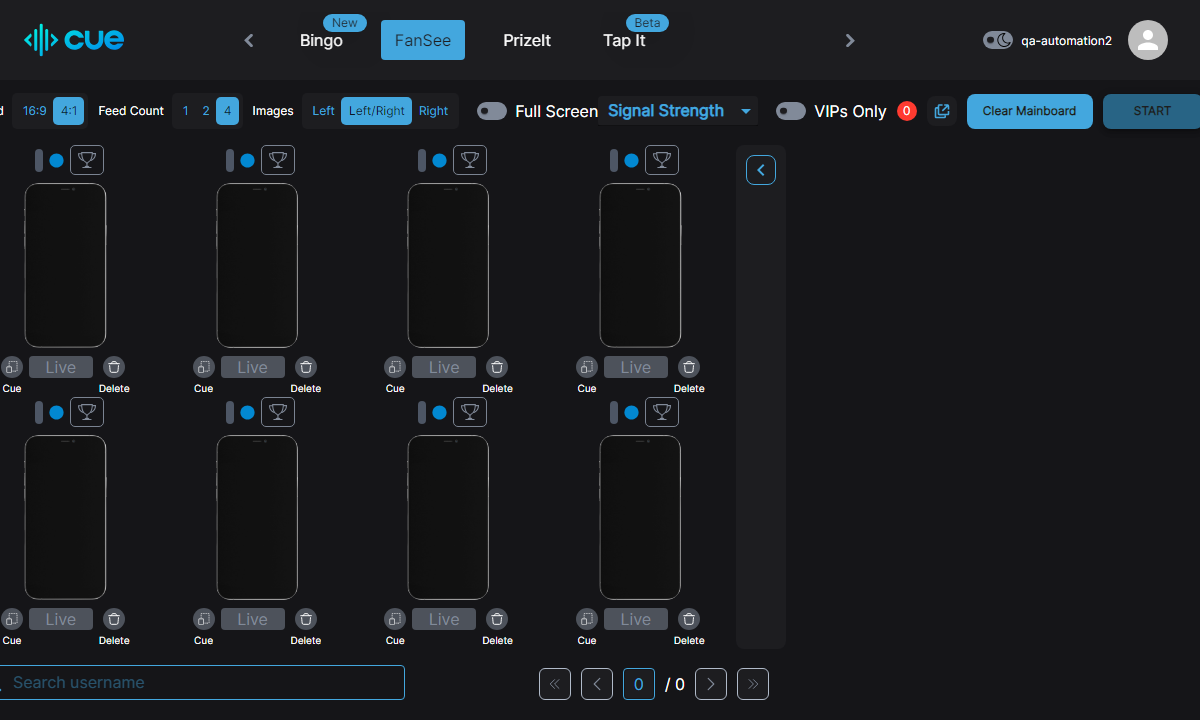 cue
Bingo New FanSee PrizeIt Tap It Beta
qa-automation2
d 16:9 4:1 Feed Count 1 2 4 Images Left Left/Right Right Full Screen Signal Strength VIPs Only 0 Clear Mainboard START
Live Live Live Live
Cue Delete Cue Delete Cue Delete Cue Delete
Live Live Live Live
Cue Delete Cue Delete Cue Delete Cue Delete
Search username
0 / 0